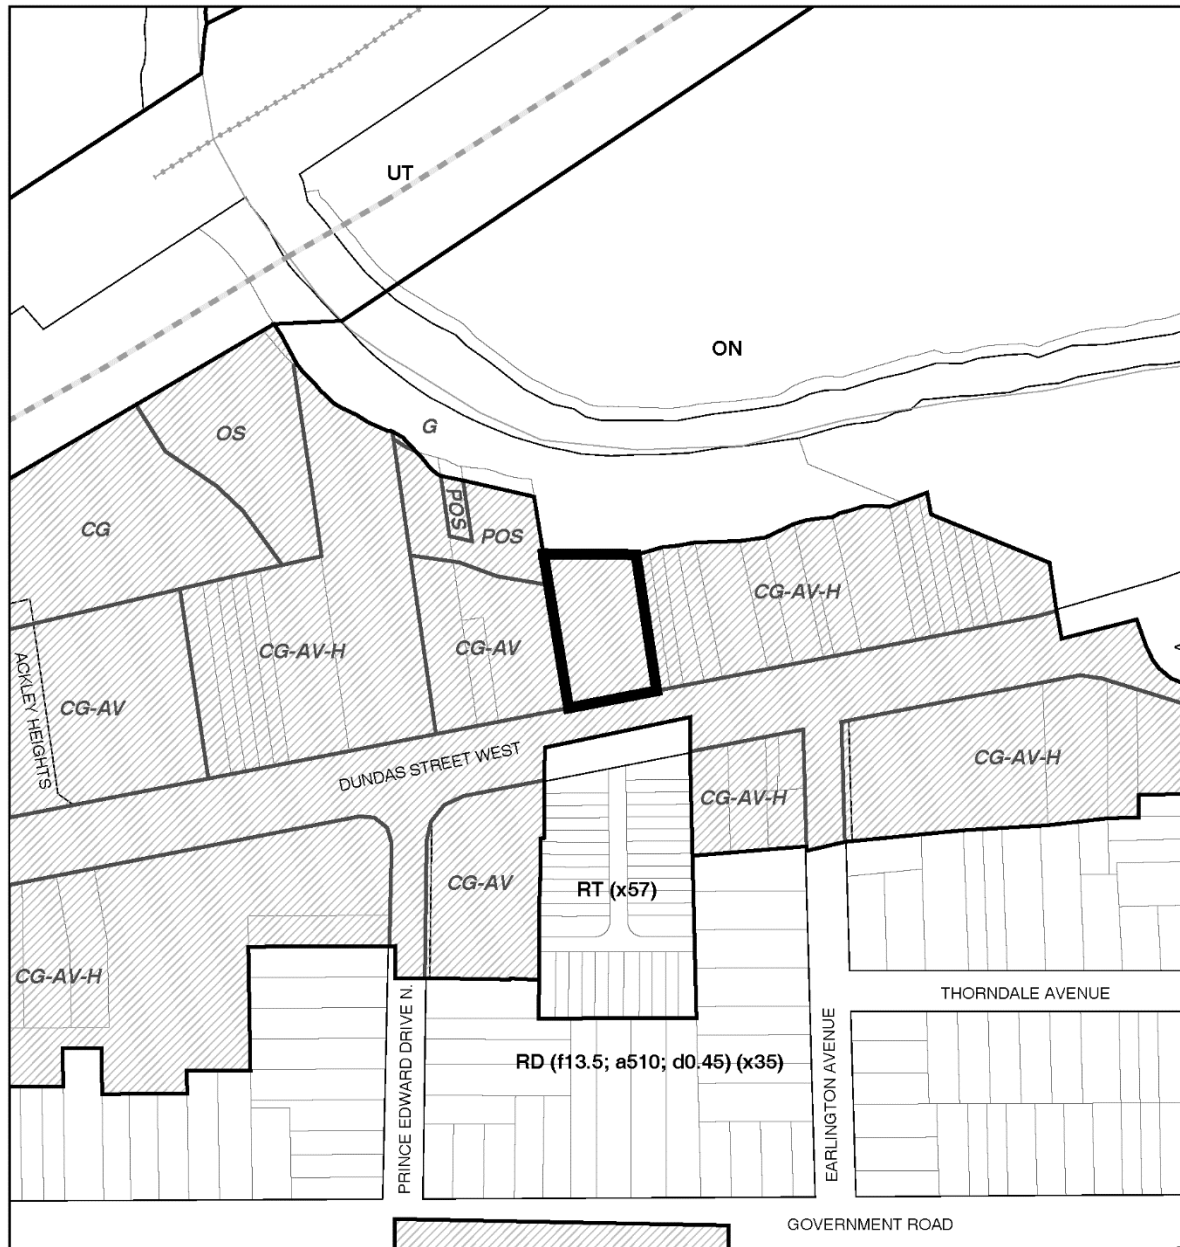 UT
ON
G
OS
CG
POS
POS
CG-AV-H
CG-AV-H
CG-AV
CG-AV
ACKLEY HEIGHTS
DUNDAS STREET WEST
CG-AV-H
CG-AV-H
CG-AV
RT (x57)
CG-AV-H
THORNDALE AVENUE
RD (f13.5; a510; d0.45) (x35)
PRINCE EDWARD DRIVE N.
EARLINGTON AVENUE
GOVERNMENT ROAD